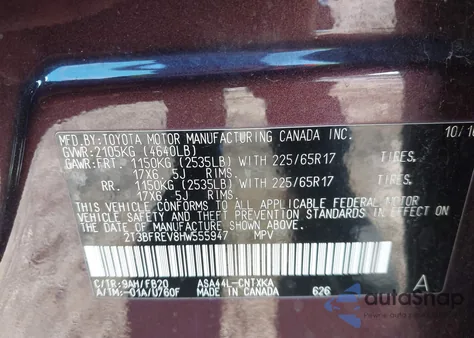 MFD.BY: TOYOTA MOTOR MANUFACTURING CANADA INC. 10/16
GVWR: 2105KG (4640LB)
GAWR: FRT. 1150KG (2535LB) WITH 225/65R17 TIRES.
17X6.5J RIMS.
RR. 1150KG (2535LB) WITH 225/65R17 TIRES.
17X6.5J RIMS.
THIS VEHICLE CONFORMS TO ALL APPLICABLE FEDERAL MOTOR
VEHICLE SAFETY AND THEFT PREVENTION STANDARDS IN EFFECT ON
THE DATE OF MANUFACTURE SHOWN ABOVE.
2T3BFREV8HW555947 MPV
C/TR: 9AH/FB20 ASA44L-CNTXKA A
A/TM: -01A/U760F MADE IN CANADA 626
autosnap